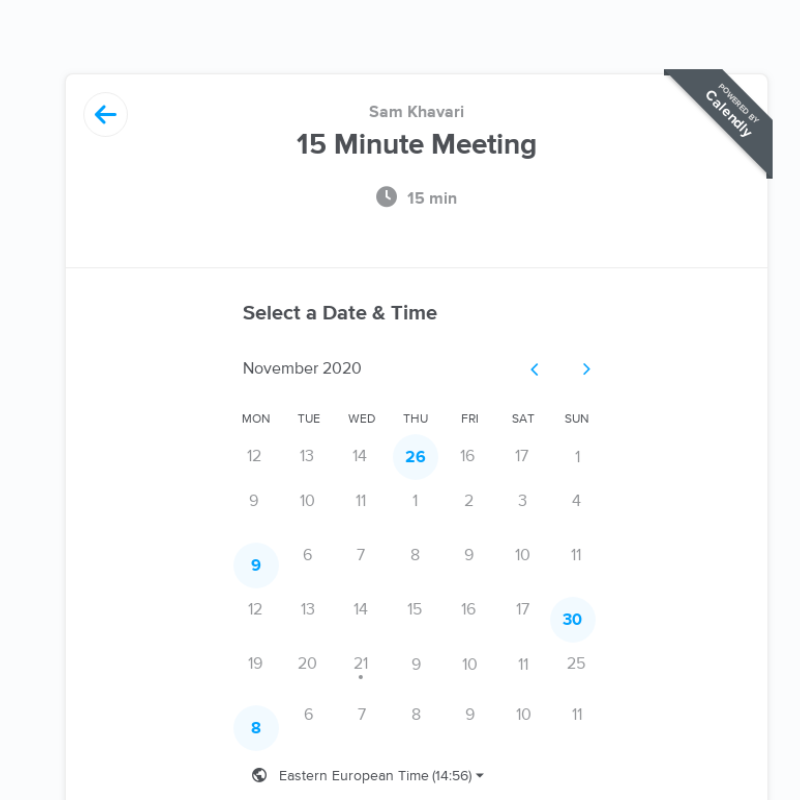 POWERED BY
Calendly
Sam Khavari
15 Minute Meeting
15 min
Select a Date & Time
November 2020
MON TUE WED THU FRI SAT SUN
12 13 14 26 16 17 1
9 10 11 1 2 3 4
9 6 7 8 9 10 11
12 13 14 15 16 17 30
19 20 21 9 10 11 25
8 6 7 8 9 10 11
Eastern European Time (14:56)